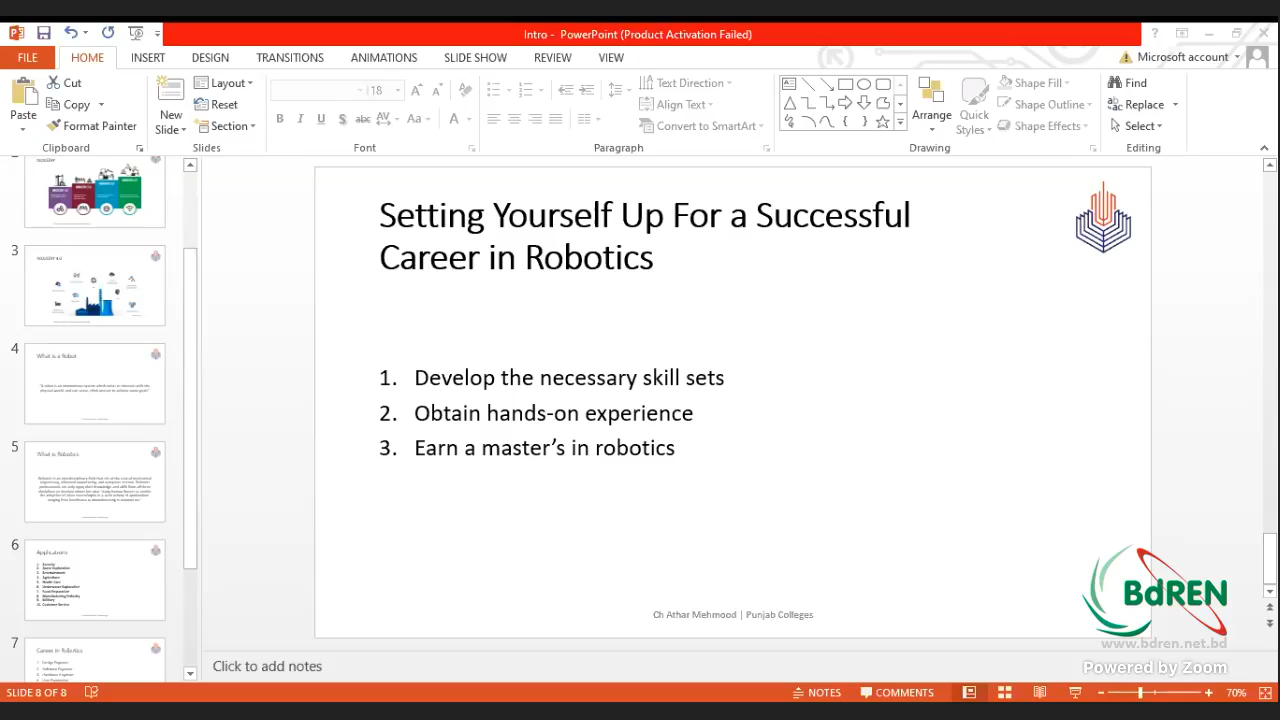 Intro - PowerPoint (Product Activation Failed)
FILE HOME INSERT DESIGN TRANSITIONS ANIMATIONS SLIDE SHOW REVIEW VIEW Microsoft account
Paste
Cut
Copy
Format Painter
Clipboard
New
Slide
Layout
Reset
Section
Slides
18
Font
Text Direction
Align Text
Convert to SmartArt
Paragraph
Arrange
Quick
Styles
Shape Fill
Shape Outline
Shape Effects
Drawing
Find
Replace
Select
Editing
3
4
What is a Robot
5
What is Robotics
6
Applications
7
Career in Robotics
Setting Yourself Up For a Successful
Career in Robotics
1. Develop the necessary skill sets
2. Obtain hands-on experience
3. Earn a master’s in robotics
Ch Athar Mehmood | Punjab Colleges
BdREN
www.bdren.net.bd
Powered by Zoom
Click to add notes
SLIDE 8 OF 8 NOTES COMMENTS 70%